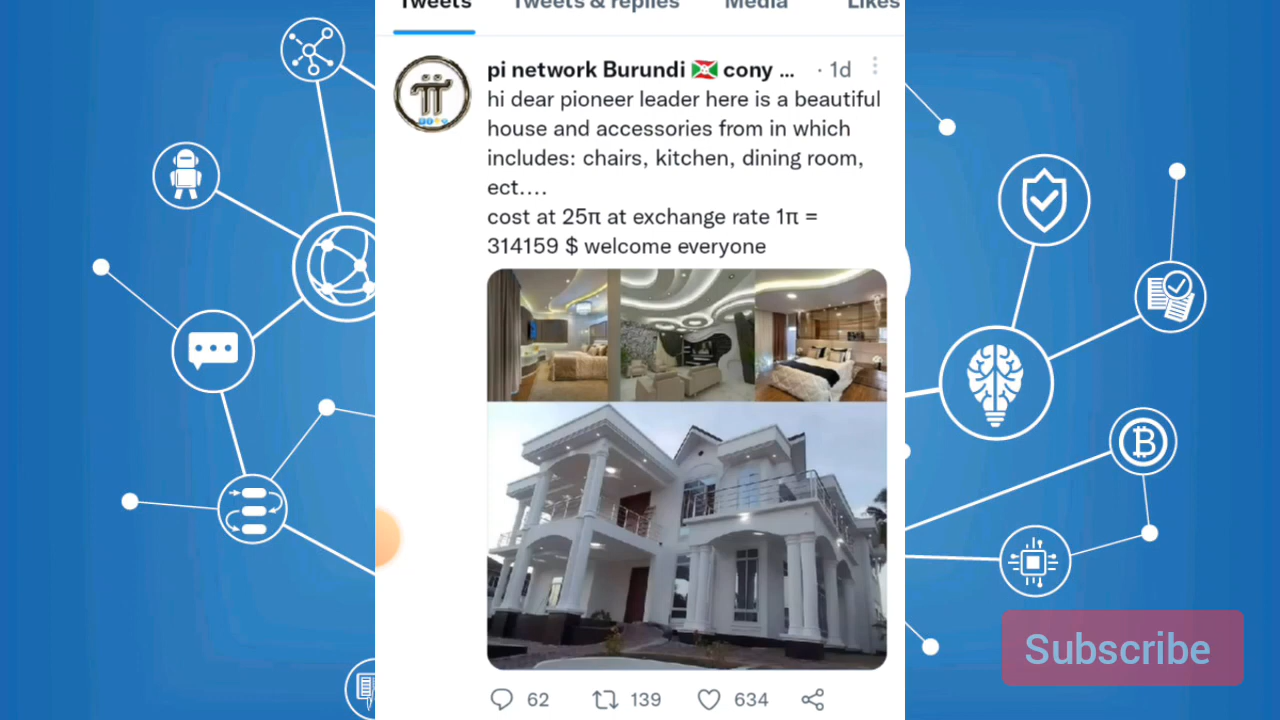 Tweets Tweets & replies Media Likes
pi network Burundi 🇧🇮 cony ... · 1d
hi dear pioneer leader here is a beautiful
house and accessories from in which
includes: chairs, kitchen, dining room,
ect....
cost at 25π at exchange rate 1π =
314159 $ welcome everyone
62 139 634
Subscribe